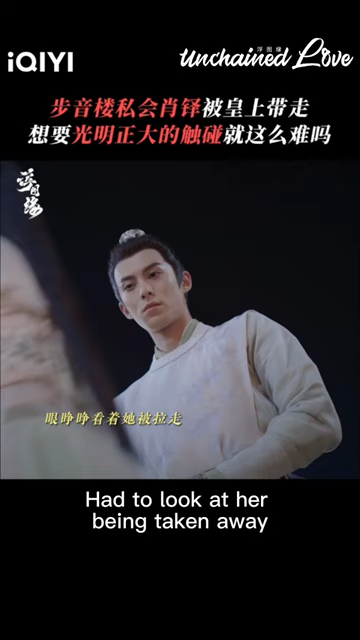 iQIYI
浮图缘
Unchained Love
步音楼私会肖铎被皇上带走
想要光明正大的触碰就这么难吗
浮图缘
眼睁睁看着她被拉走
Had to look at her
being taken away